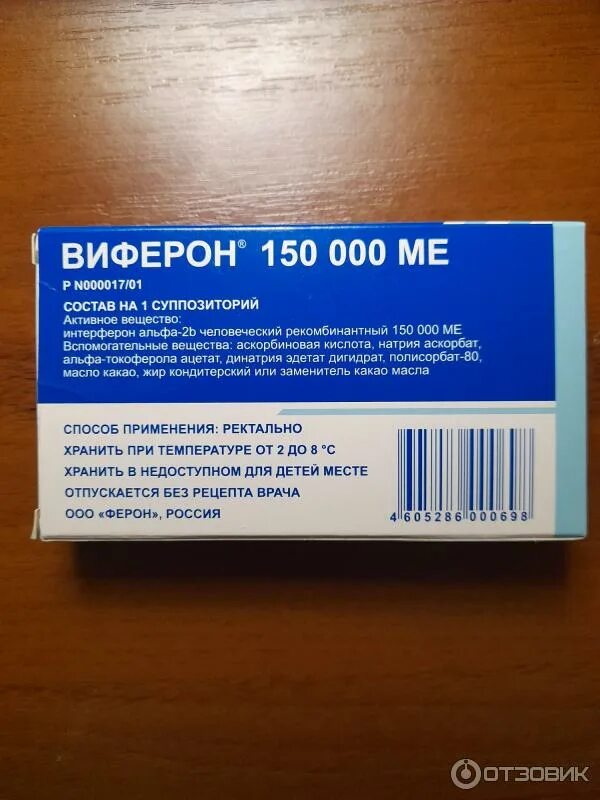 ВИФЕРОН® 150 000 МЕ
Р N000017/01
СОСТАВ НА 1 СУППОЗИТОРИЙ
Активное вещество:
интерферон альфа-2b человеческий рекомбинантный 150 000 МЕ
Вспомогательные вещества: аскорбиновая кислота, натрия аскорбат,
альфа-токоферола ацетат, динатрия эдетат дигидрат, полисорбат-80,
масло какао, жир кондитерский или заменитель какао масла
СПОСОБ ПРИМЕНЕНИЯ: РЕКТАЛЬНО
ХРАНИТЬ ПРИ ТЕМПЕРАТУРЕ ОТ 2 ДО 8 °С
ХРАНИТЬ В НЕДОСТУПНОМ ДЛЯ ДЕТЕЙ МЕСТЕ
ОТПУСКАЕТСЯ БЕЗ РЕЦЕПТА ВРАЧА
ООО «ФЕРОН», РОССИЯ
4 605286 000698
ОТЗОВИК